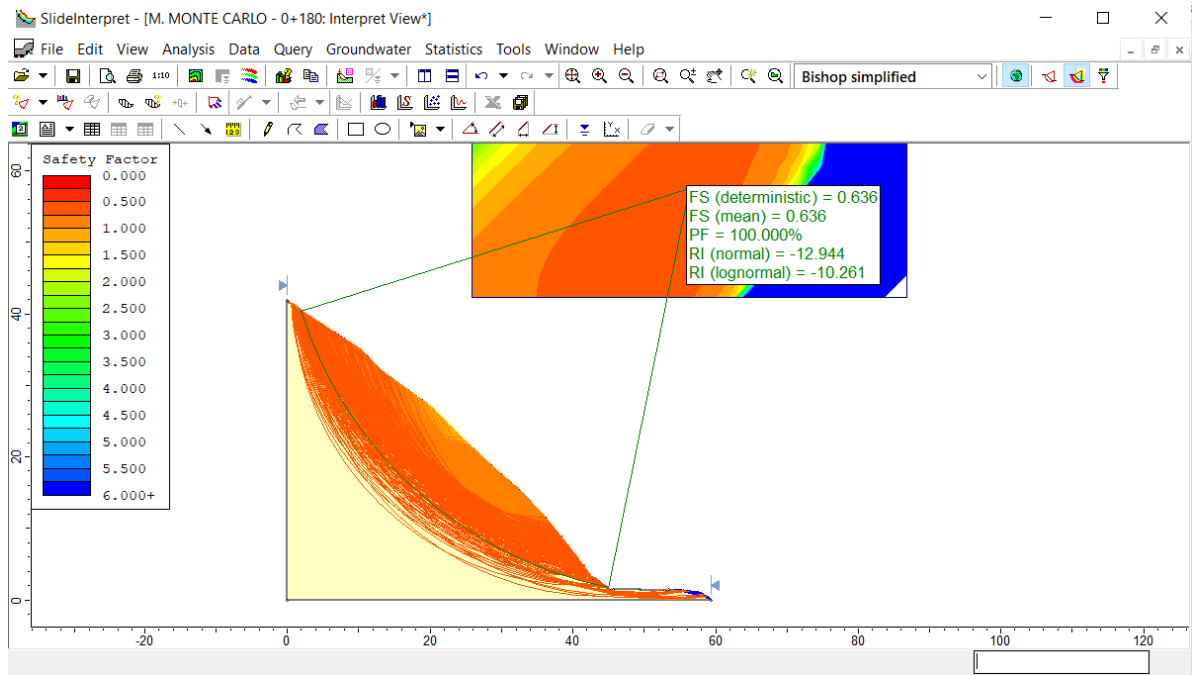 SlideInterpret - [M. MONTE CARLO - 0+180: Interpret View*]
File Edit View Analysis Data Query Groundwater Statistics Tools Window Help
1:10
Bishop simplified
Safety Factor
0.000
0.500
1.000
1.500
2.000
2.500
3.000
3.500
4.000
4.500
5.000
5.500
6.000+
FS (deterministic) = 0.636
FS (mean) = 0.636
PF = 100.000%
RI (normal) = -12.944
RI (lognormal) = -10.261
60
40
20
0
-20 0 20 40 60 80 100 120